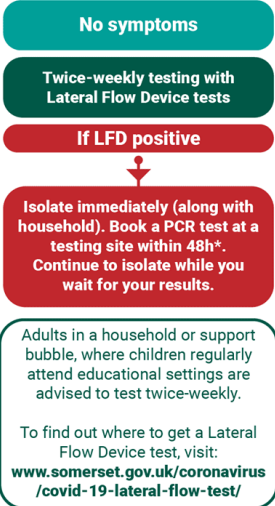 No symptoms
Twice-weekly testing with
Lateral Flow Device tests
If LFD positive
Isolate immediately (along with
household). Book a PCR test at a
testing site within 48h*.
Continue to isolate while you
wait for your results.
Adults in a household or support
bubble, where children regularly
attend educational settings are
advised to test twice-weekly.
To find out where to get a Lateral
Flow Device test, visit:
www.somerset.gov.uk/coronavirus
/covid-19-lateral-flow-test/